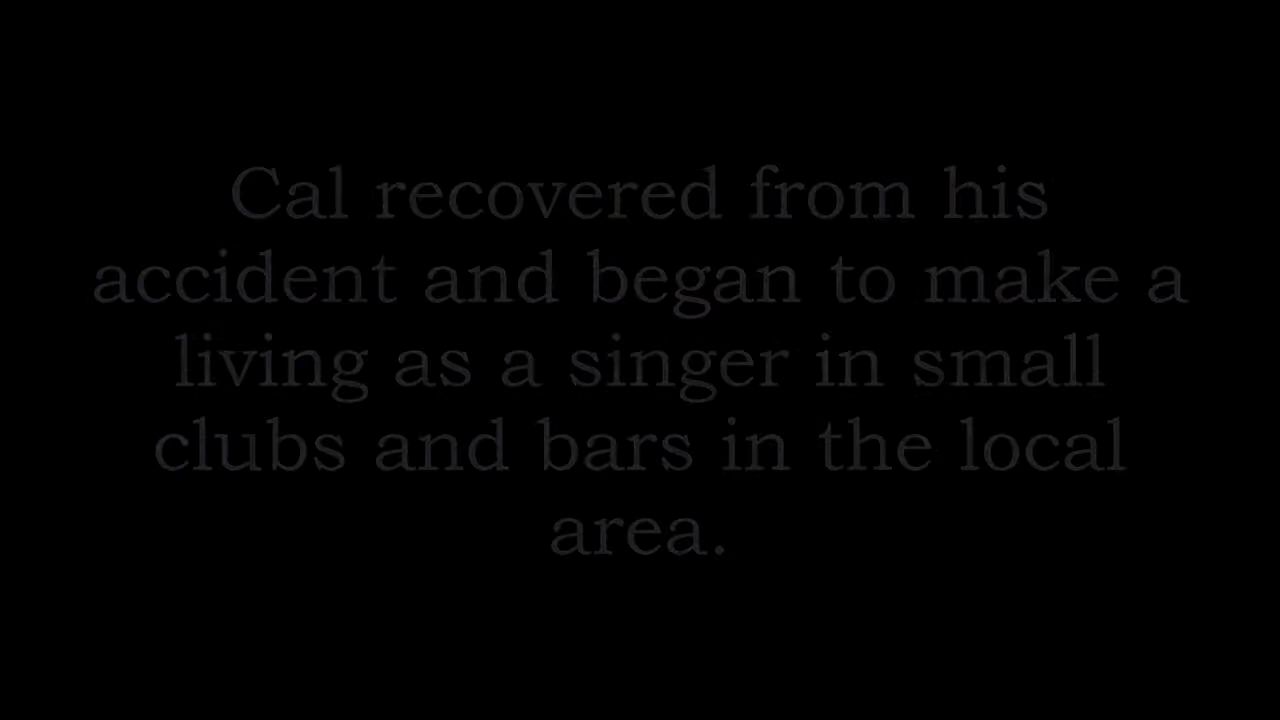 Cal recovered from his
accident and began to make a
living as a singer in small
clubs and bars in the local
area.